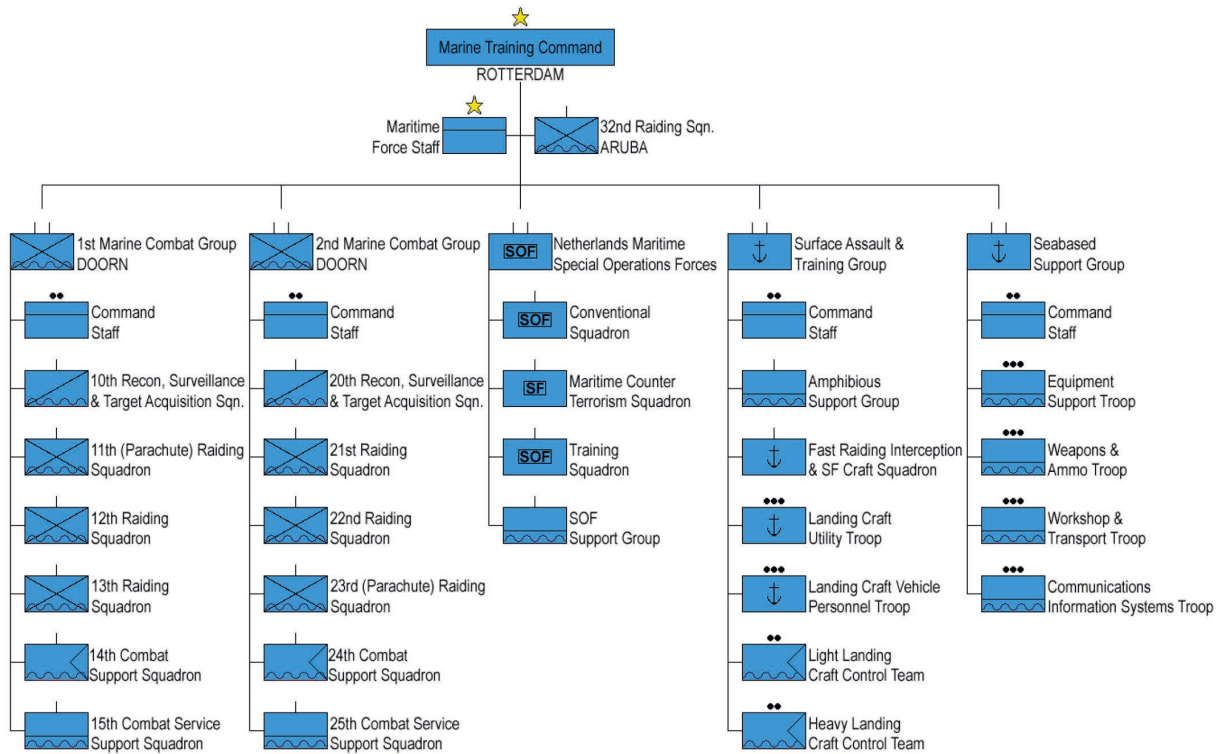 Marine Training Command
ROTTERDAM
Maritime
Force Staff
32nd Raiding Sqn.
ARUBA
1st Marine Combat Group
DOORN
Command
Staff
10th Recon, Surveillance
& Target Acquisition Sqn.
11th (Parachute) Raiding
Squadron
12th Raiding
Squadron
13th Raiding
Squadron
14th Combat
Support Squadron
15th Combat Service
Support Squadron
2nd Marine Combat Group
DOORN
Command
Staff
20th Recon, Surveillance
& Target Acquisition Sqn.
21st Raiding
Squadron
22nd Raiding
Squadron
23rd (Parachute) Raiding
Squadron
24th Combat
Support Squadron
25th Combat Service
Support Squadron
SOF
Netherlands Maritime
Special Operations Forces
SOF
Conventional
Squadron
SF
Maritime Counter
Terrorism Squadron
SOF
Training
Squadron
SOF
Support Group
Surface Assault &
Training Group
Command
Staff
Amphibious
Support Group
Fast Raiding Interception
& SF Craft Squadron
Landing Craft
Utility Troop
Landing Craft Vehicle
Personnel Troop
Light Landing
Craft Control Team
Heavy Landing
Craft Control Team
Seabased
Support Group
Command
Staff
Equipment
Support Troop
Weapons &
Ammo Troop
Workshop &
Transport Troop
Communications
Information Systems Troop